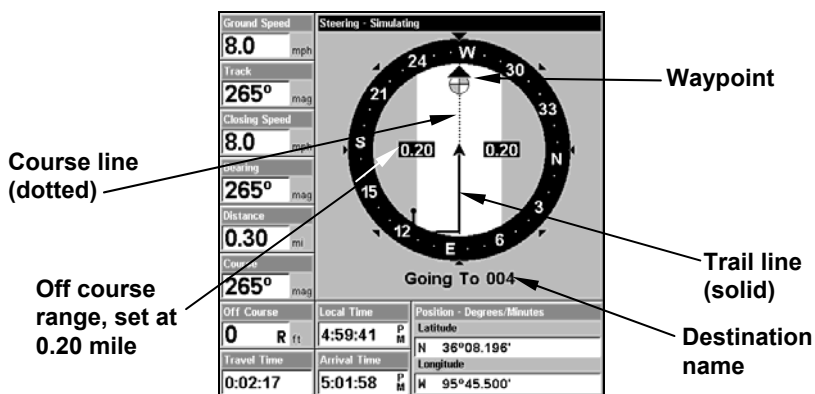 Ground Speed
8.0 mph
Track
265º mag
Closing Speed
8.0 mph
Bearing
265º mag
Distance
0.30 mi
Course
265º mag
Off Course
0 R ft
Travel Time
0:02:17
Steering - Simulating
24 W 30
21 33
S N
15 3
12 E 6
0.20 0.20
Going To 004
Local Time
4:59:41 PM
Arrival Time
5:01:58 PM
Position - Degrees/Minutes
Latitude
N 36º08.196'
Longitude
W 95º45.500'
Course line
(dotted)
Off course
range, set at
0.20 mile
Waypoint
Trail line
(solid)
Destination
name